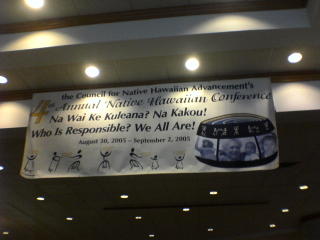 the Council for Native Hawaiian Advancement's
4th Annual Native Hawaiian Conference
Na Wai Ke Kuleana? Na Kakou!
Who Is Responsible? We All Are!
August 30, 2005 – September 2, 2005